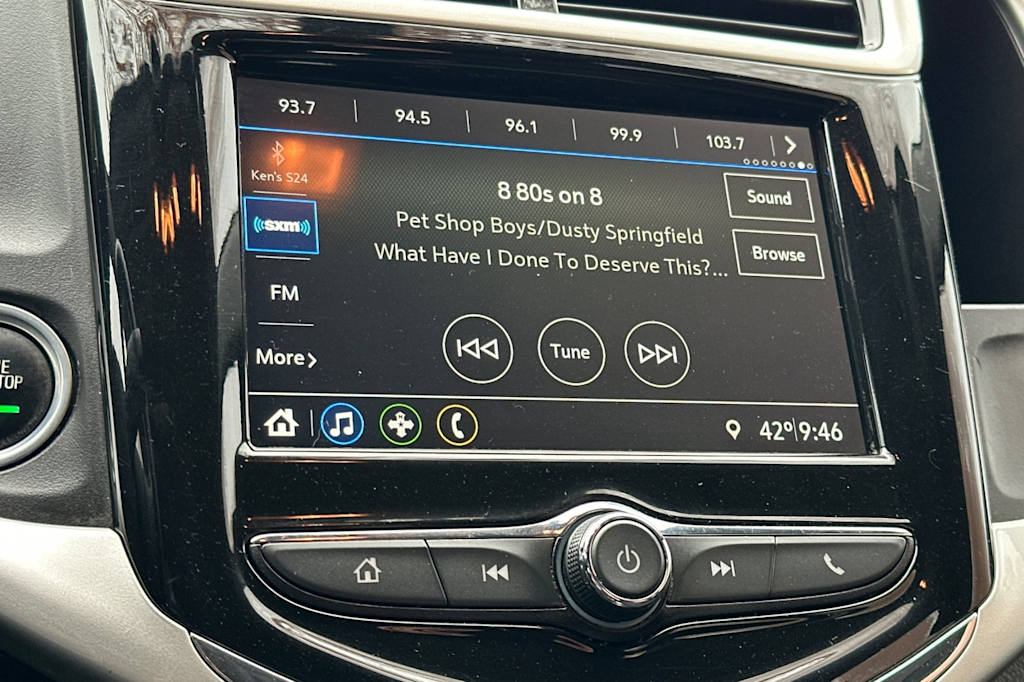 93.7 | 94.5 | 96.1 | 99.9 | 103.7
Ken's S24
8 80s on 8
Sound
((sxm))
Pet Shop Boys/Dusty Springfield
What Have I Done To Deserve This?...
Browse
FM
More
Tune
42°|9:46
TOP